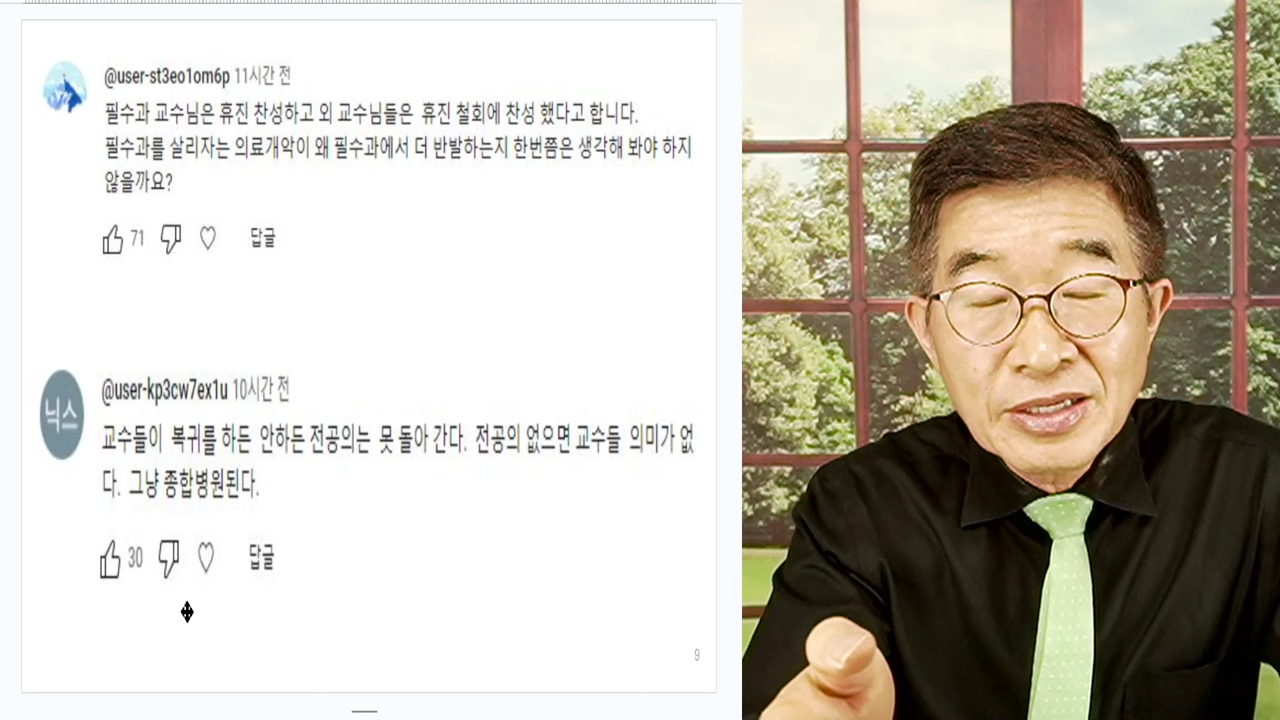 @user-st3eo1om6p 11시간 전
필수과 교수님은 휴진 찬성하고 외 교수님들은 휴진 철회에 찬성 했다고 합니다.
필수과를 살리자는 의료개악이 왜 필수과에서 더 반발하는지 한번쯤은 생각해 봐야 하지
않을까요?
71 답글
닉스
@user-kp3cw7ex1u 10시간 전
교수들이 복귀를 하든 안하든 전공의는 못 돌아 간다. 전공의 없으면 교수들 의미가 없
다. 그냥 종합병원된다.
30 답글
9